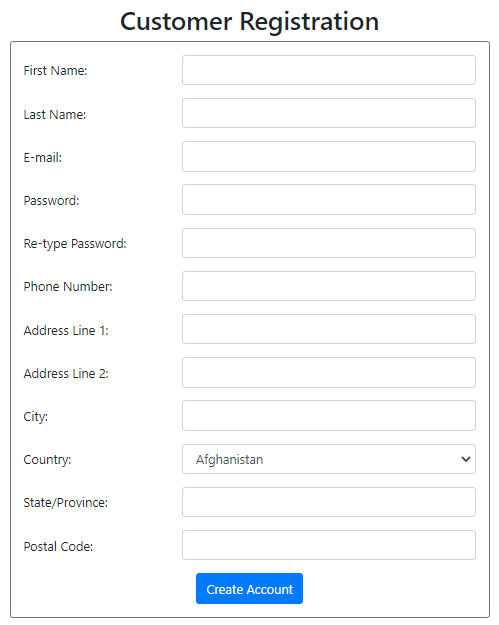 Customer Registration
First Name:
Last Name:
E-mail:
Password:
Re-type Password:
Phone Number:
Address Line 1:
Address Line 2:
City:
Country: Afghanistan
State/Province:
Postal Code:
Create Account